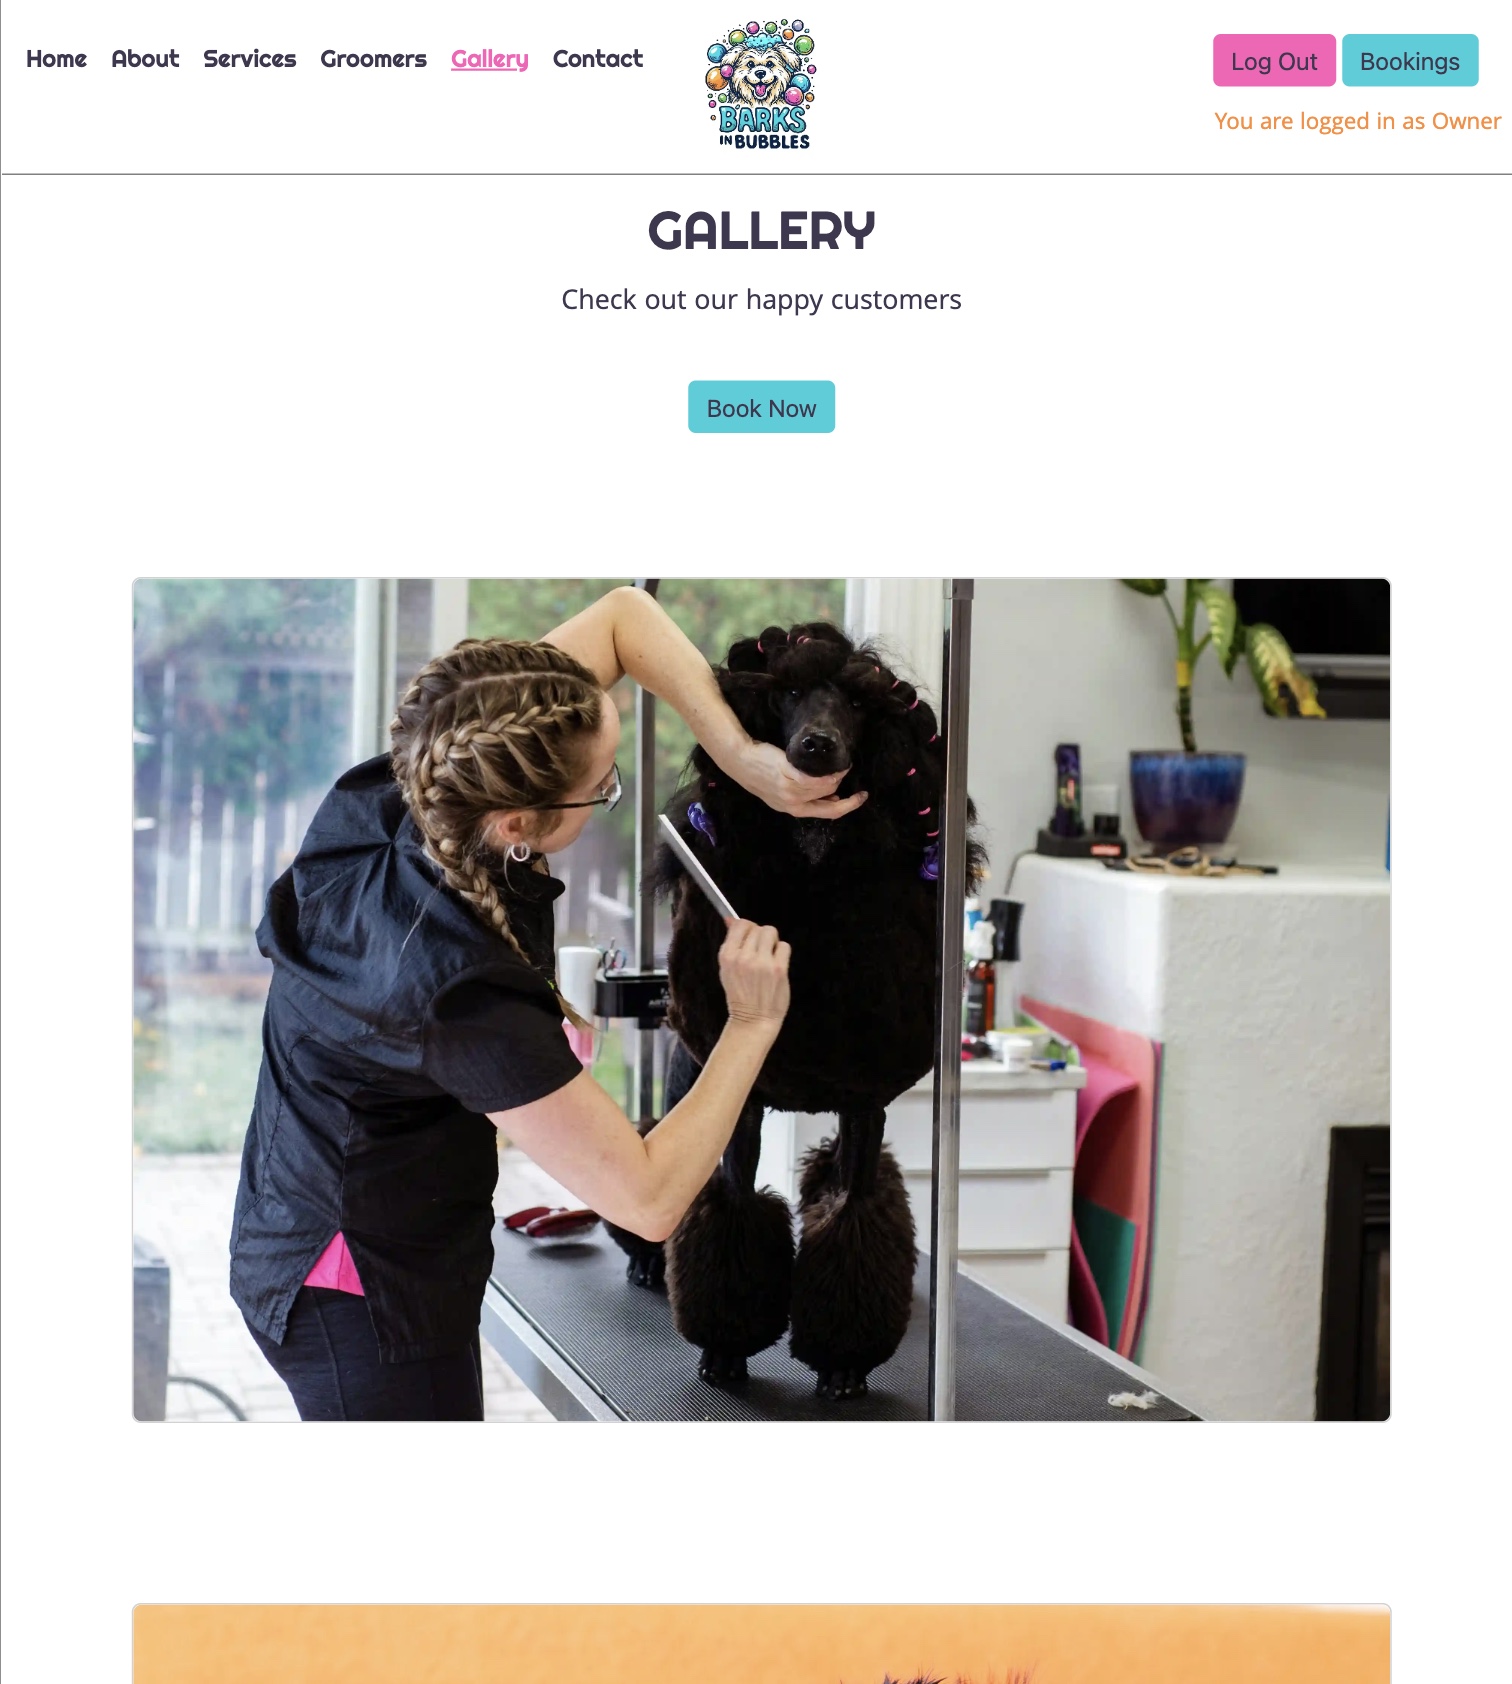 Home About Services Groomers Gallery Contact
BARKS
IN BUBBLES
Log Out Bookings
You are logged in as Owner
GALLERY
Check out our happy customers
Book Now